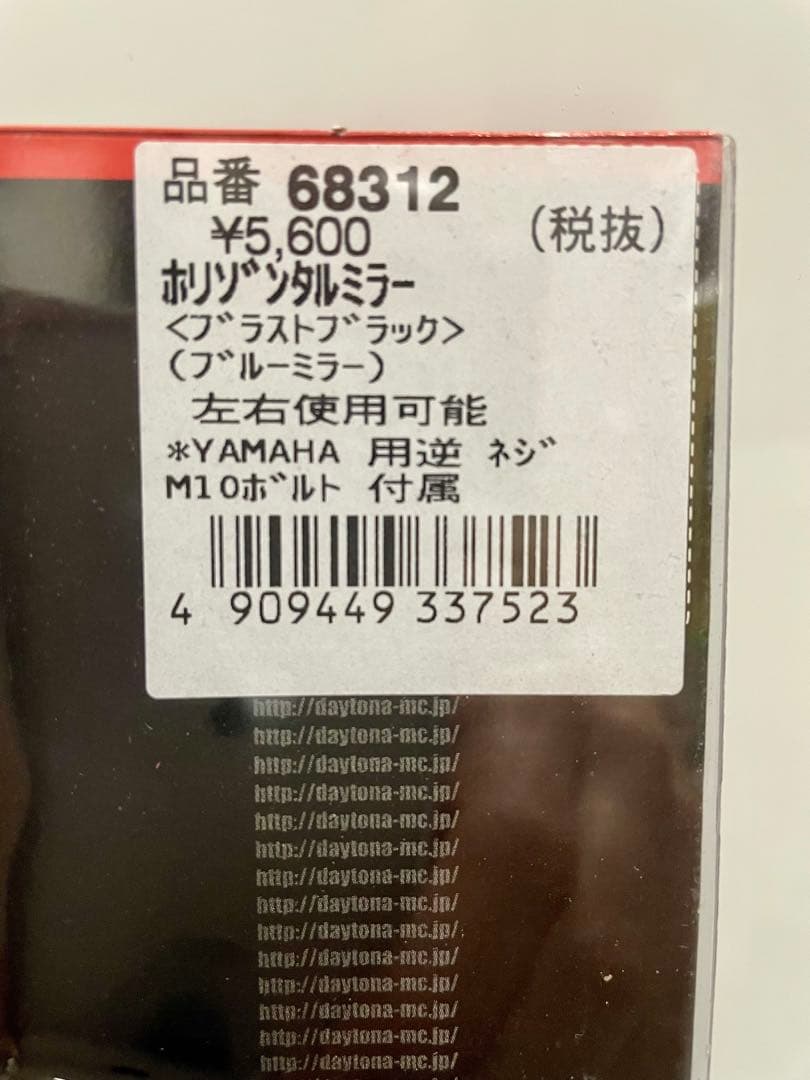 品番 68312
¥5,600 (税抜)
ﾎﾘｿﾞﾝﾀﾙﾐﾗｰ
<ﾌﾞﾗｽﾄﾌﾞﾗｯｸ>
(ﾌﾞﾙｰﾐﾗｰ)
左右使用可能
*YAMAHA 用逆 ﾈｼﾞ
M10ﾎﾞﾙﾄ 付属
4 909449 337523
http://daytona-mc.jp/
http://daytona-mc.jp/
http://daytona-mc.jp/
http://daytona-mc.jp/
http://daytona-mc.jp/
http://daytona-mc.jp/
http://daytona-mc.jp/
http://daytona-mc.jp/
http://daytona-mc.jp/
http://daytona-mc.jp/
http://daytona-mc.jp/
http://daytona-mc.jp/
http://daytona-mc.jp/
http://daytona-mc.jp/